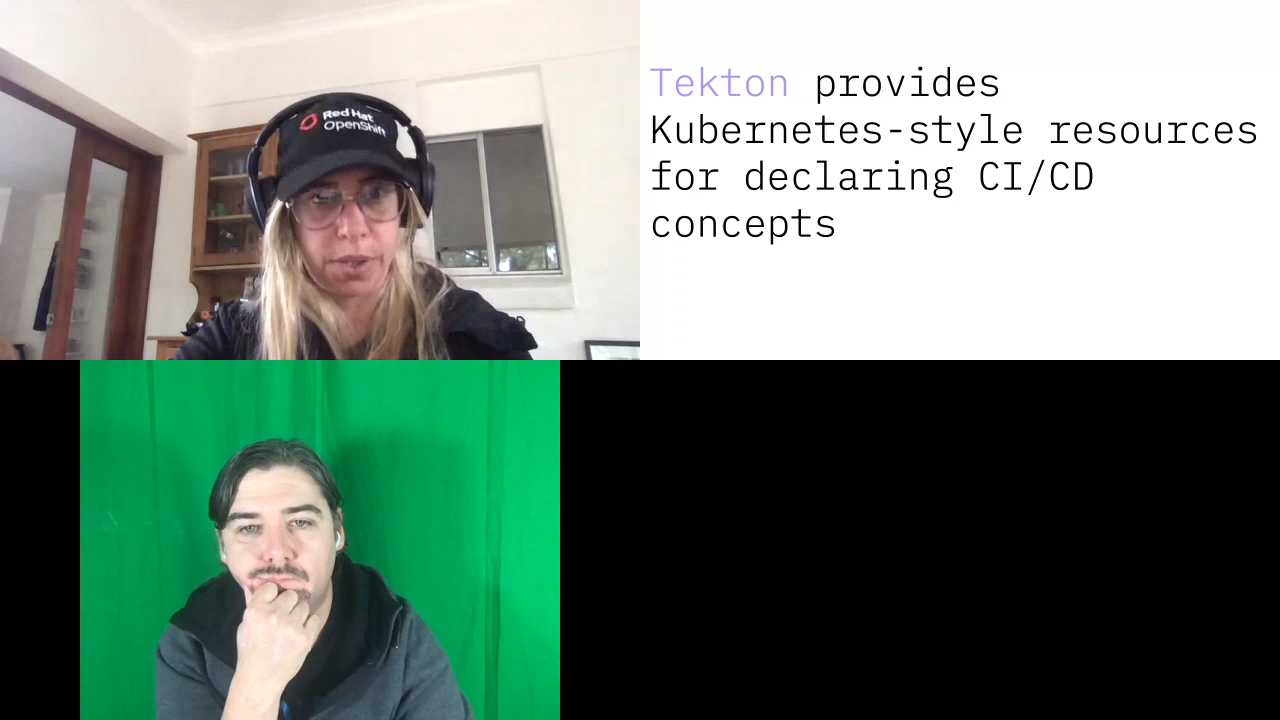 Red Hat
OpenShift
Tekton provides
Kubernetes-style resources
for declaring CI/CD
concepts